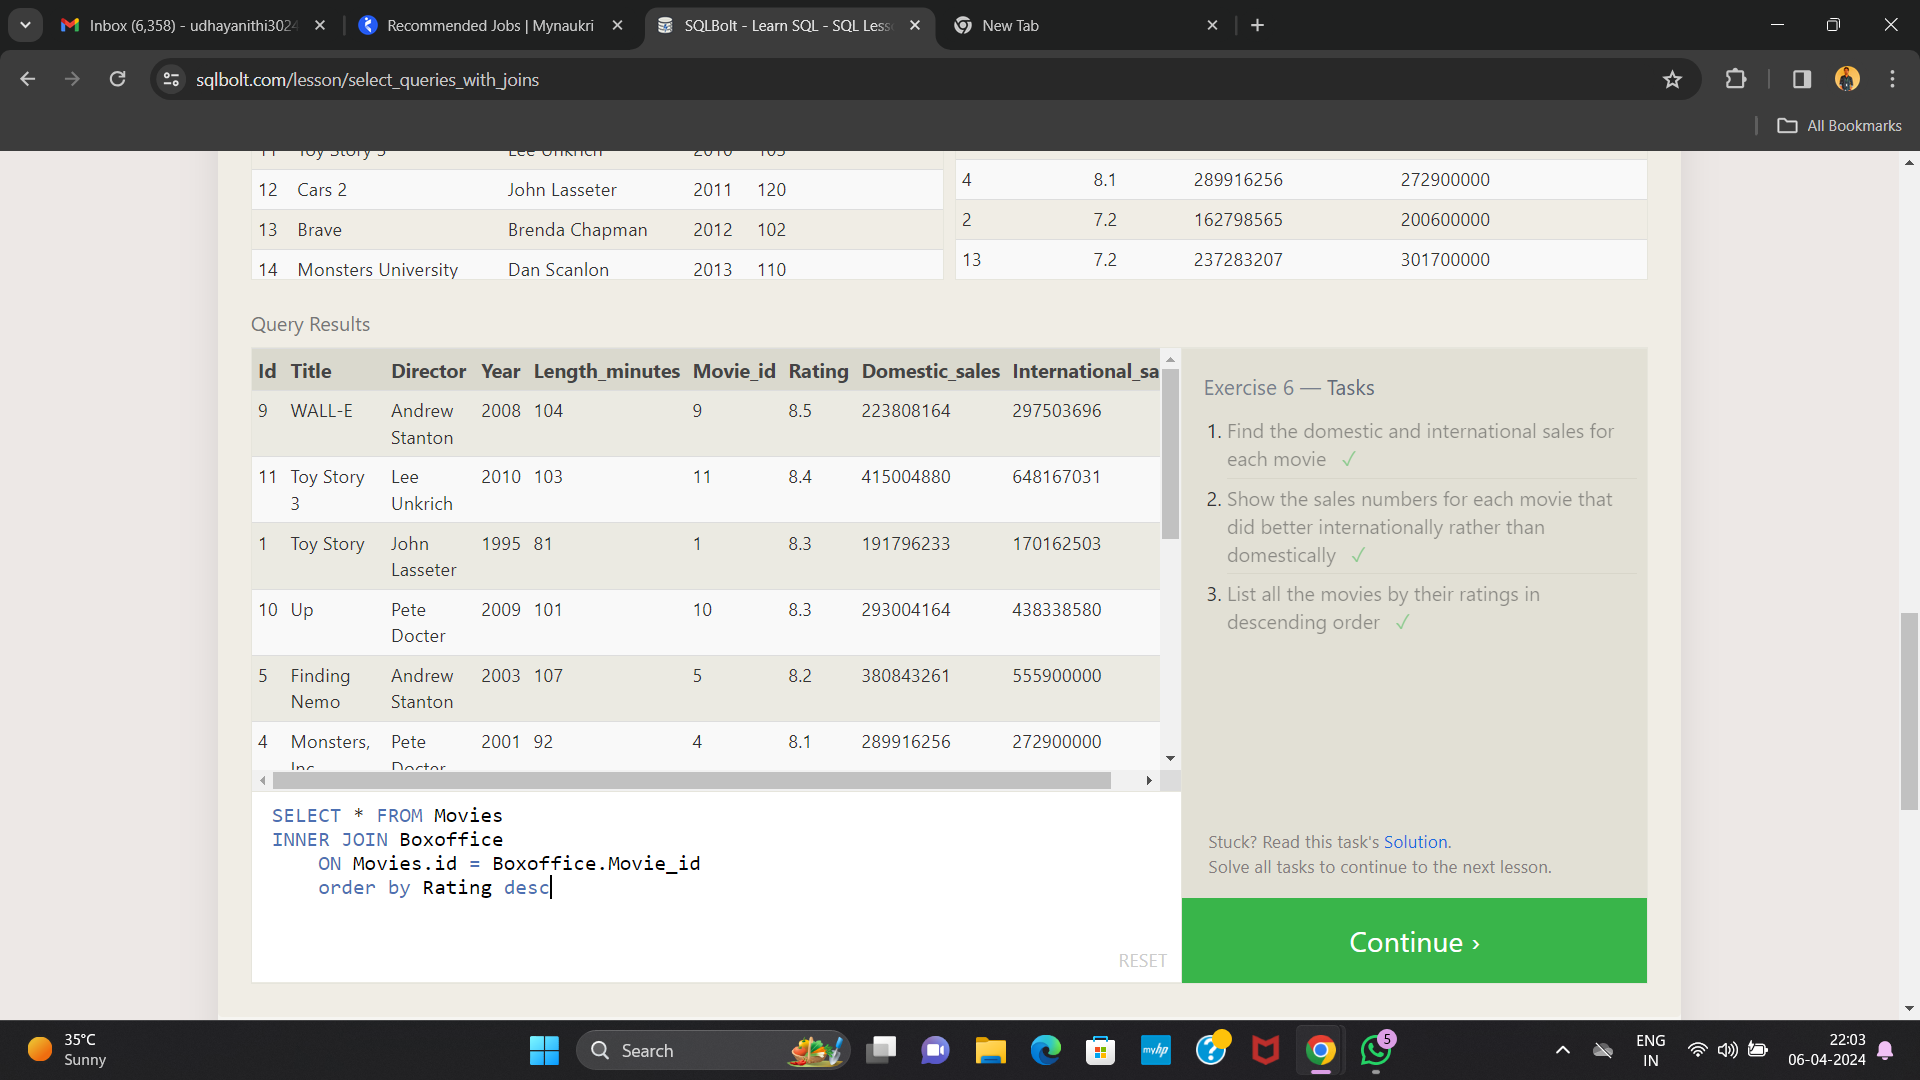 Inbox (6,358) - udhayanithi3024
Recommended Jobs | Mynaukri
SQLBolt - Learn SQL - SQL Less
New Tab
sqlbolt.com/lesson/select_queries_with_joins
All Bookmarks
11 Toy Story 3 Lee Unkrich 2010 103
12 Cars 2 John Lasseter 2011 120
13 Brave Brenda Chapman 2012 102
14 Monsters University Dan Scanlon 2013 110
4 8.1 289916256 272900000
2 7.2 162798565 200600000
13 7.2 237283207 301700000
Query Results
Id Title Director Year Length_minutes Movie_id Rating Domestic_sales International_sa
9 WALL-E Andrew Stanton 2008 104 9 8.5 223808164 297503696
11 Toy Story 3 Lee Unkrich 2010 103 11 8.4 415004880 648167031
1 Toy Story John Lasseter 1995 81 1 8.3 191796233 170162503
10 Up Pete Docter 2009 101 10 8.3 293004164 438338580
5 Finding Nemo Andrew Stanton 2003 107 5 8.2 380843261 555900000
4 Monsters, Inc. Pete Docter 2001 92 4 8.1 289916256 272900000
SELECT * FROM Movies
INNER JOIN Boxoffice
ON Movies.id = Boxoffice.Movie_id
order by Rating desc
RESET
Exercise 6 — Tasks
1. Find the domestic and international sales for
each movie ✓
2. Show the sales numbers for each movie that
did better internationally rather than
domestically ✓
3. List all the movies by their ratings in
descending order ✓
Stuck? Read this task's Solution.
Solve all tasks to continue to the next lesson.
Continue ›
35°C
Sunny
Search
myhp
5
ENG
IN
22:03
06-04-2024